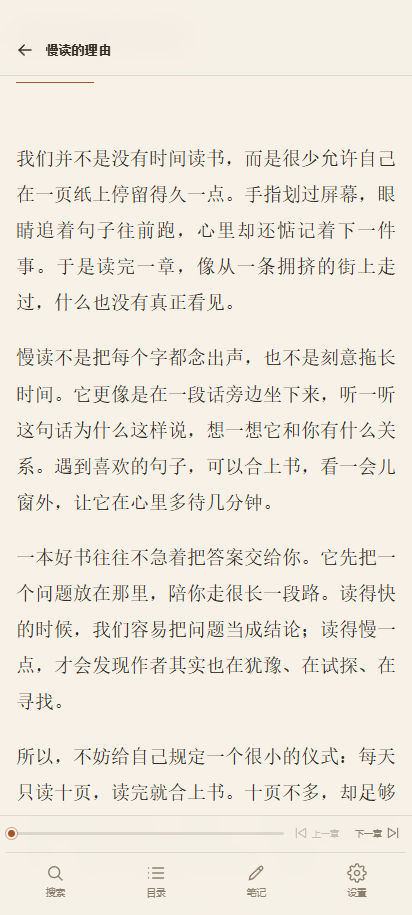 慢读的理由
我们并不是没有时间读书，而是很少允许自己
在一页纸上停留得久一点。手指划过屏幕，眼
睛追着句子往前跑，心里却还惦记着下一件
事。于是读完一章，像从一条拥挤的街上走
过，什么也没有真正看见。
慢读不是把每个字都念出声，也不是刻意拖长
时间。它更像是在一段话旁边坐下来，听一听
这句话为什么这样说，想一想它和你有什么关
系。遇到喜欢的句子，可以合上书，看一会儿
窗外，让它在心里多待几分钟。
一本好书往往不急着把答案交给你。它先把一
个问题放在那里，陪你走很长一段路。读得快
的时候，我们容易把问题当成结论；读得慢一
点，才会发现作者其实也在犹豫、在试探、在
寻找。
所以，不妨给自己规定一个很小的仪式：每天
只读十页，读完就合上书。十页不多，却足够
上一章 下一章
搜索 目录 笔记 设置